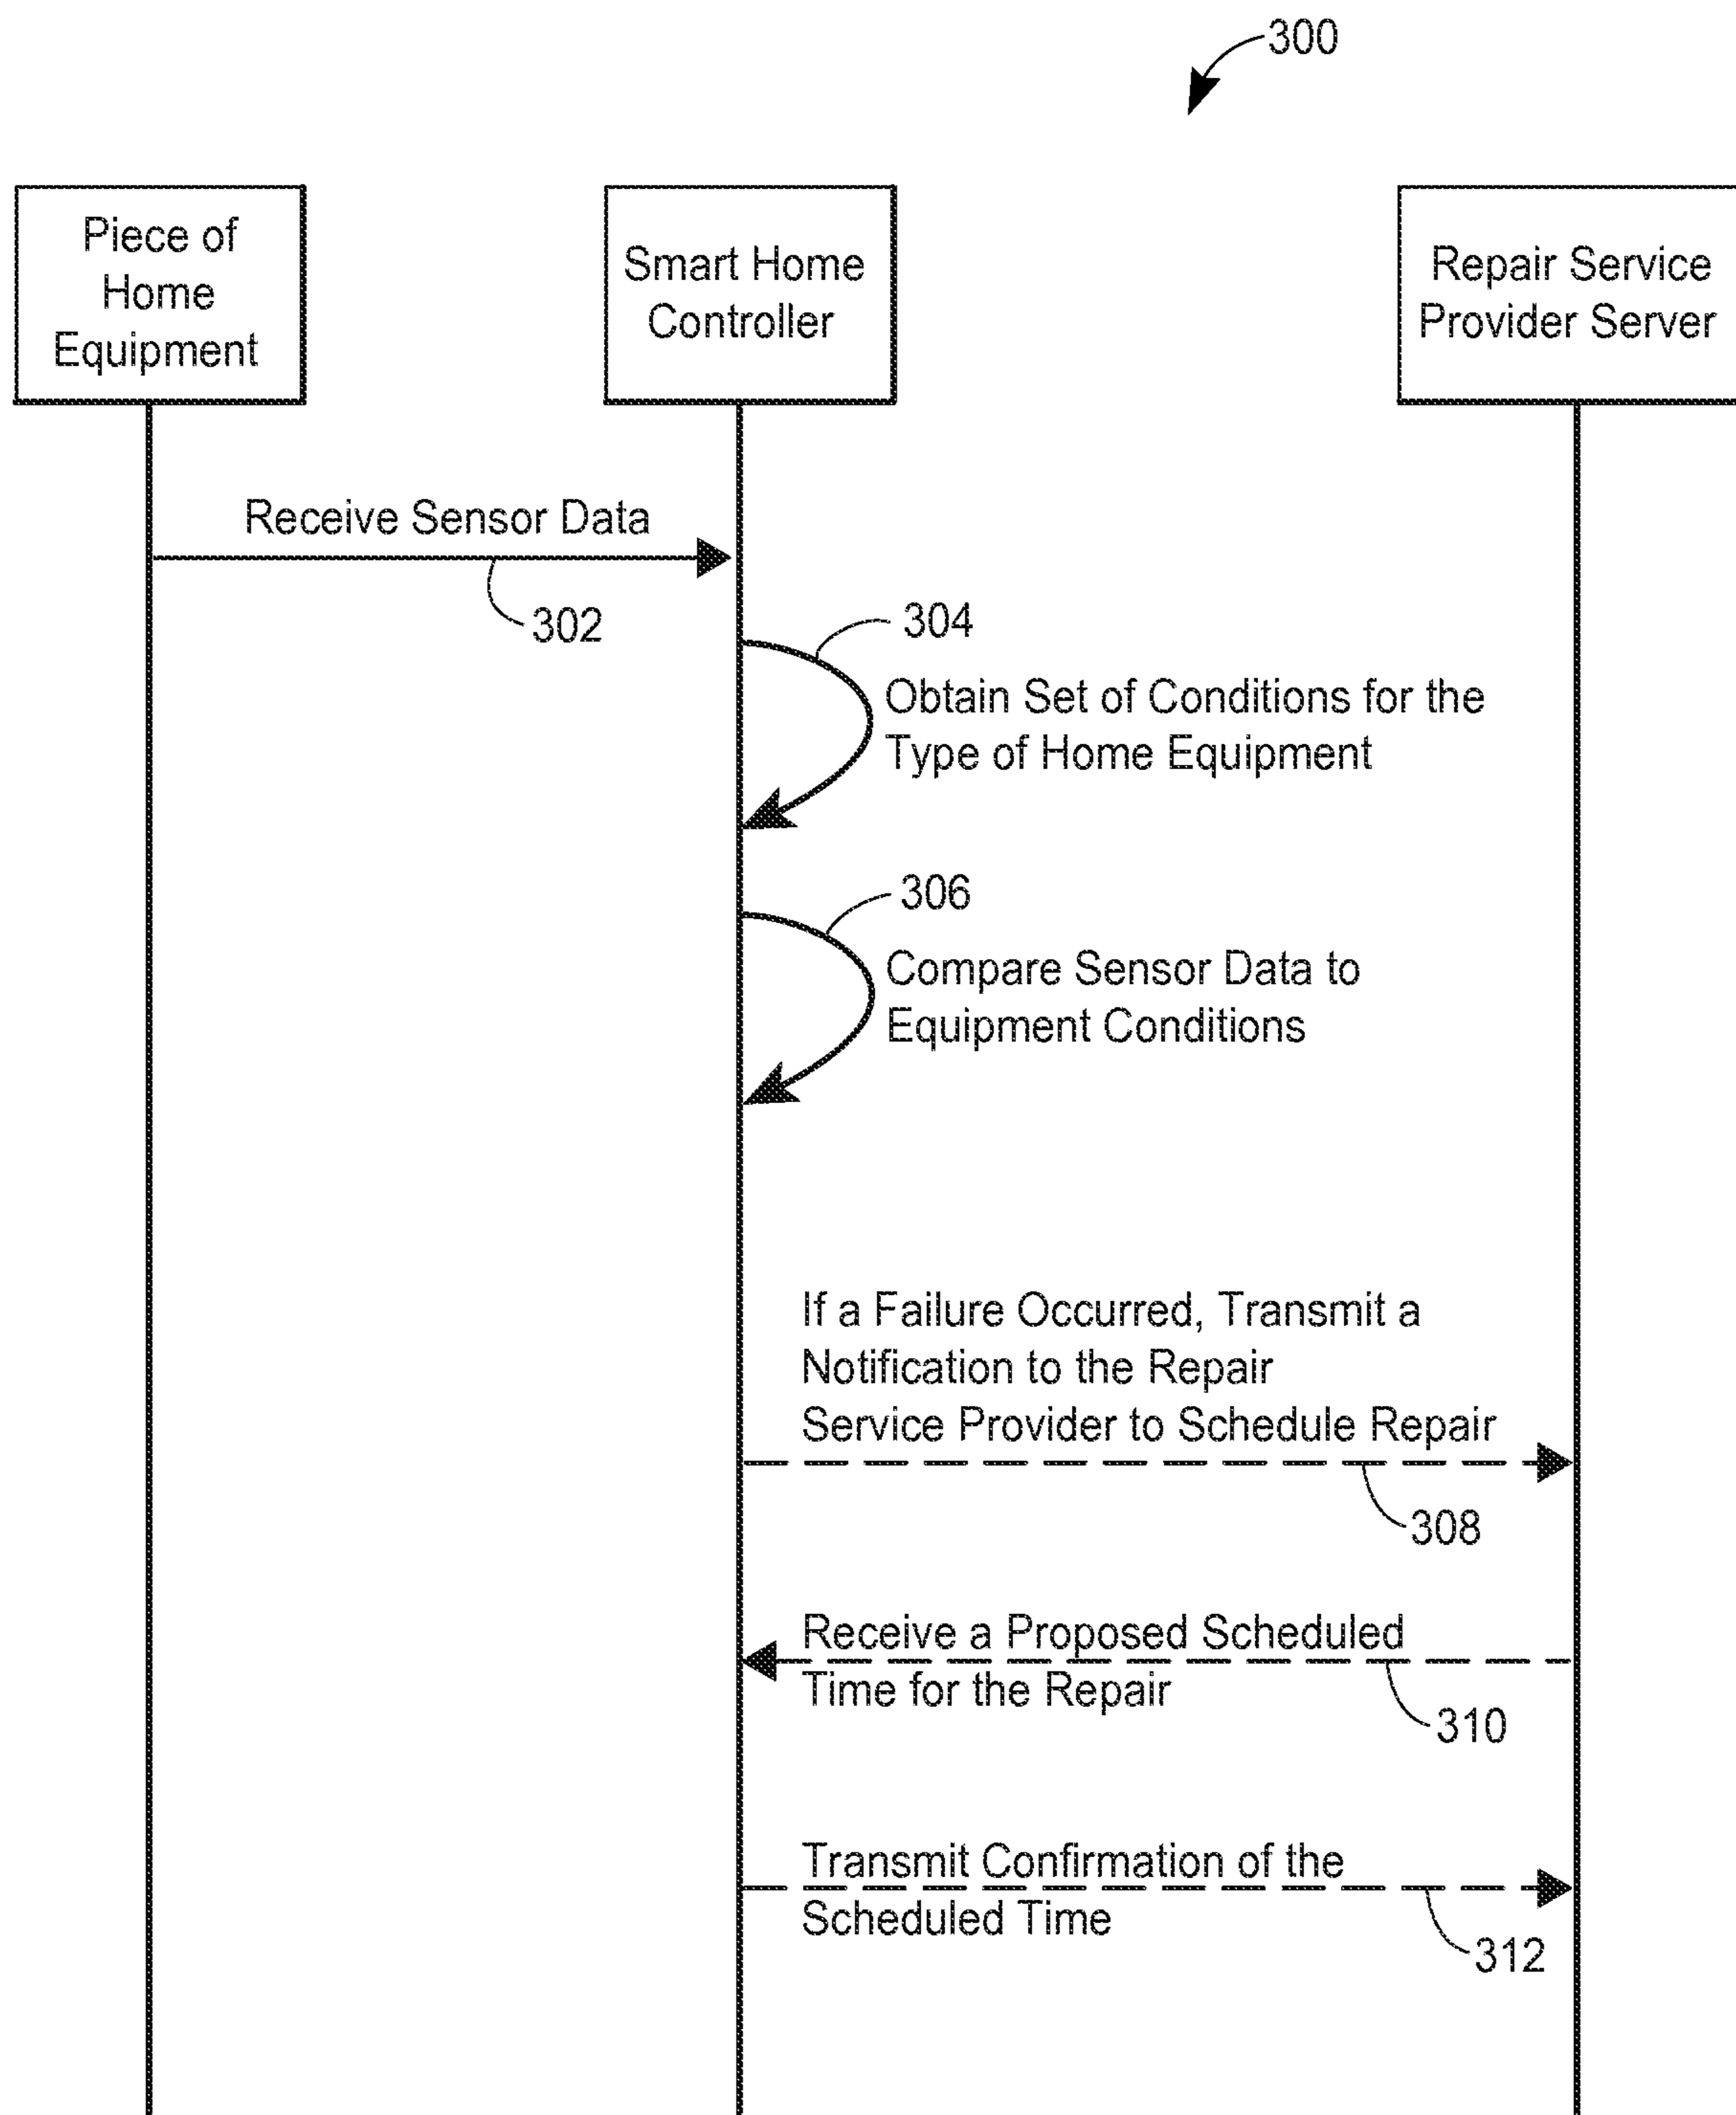 300
Piece of
Home
Equipment
Smart Home
Controller
Repair Service
Provider Server
Receive Sensor Data
302
304
Obtain Set of Conditions for the
Type of Home Equipment
306
Compare Sensor Data to
Equipment Conditions
If a Failure Occurred, Transmit a
Notification to the Repair
Service Provider to Schedule Repair
308
Receive a Proposed Scheduled
Time for the Repair
310
Transmit Confirmation of the
Scheduled Time
312